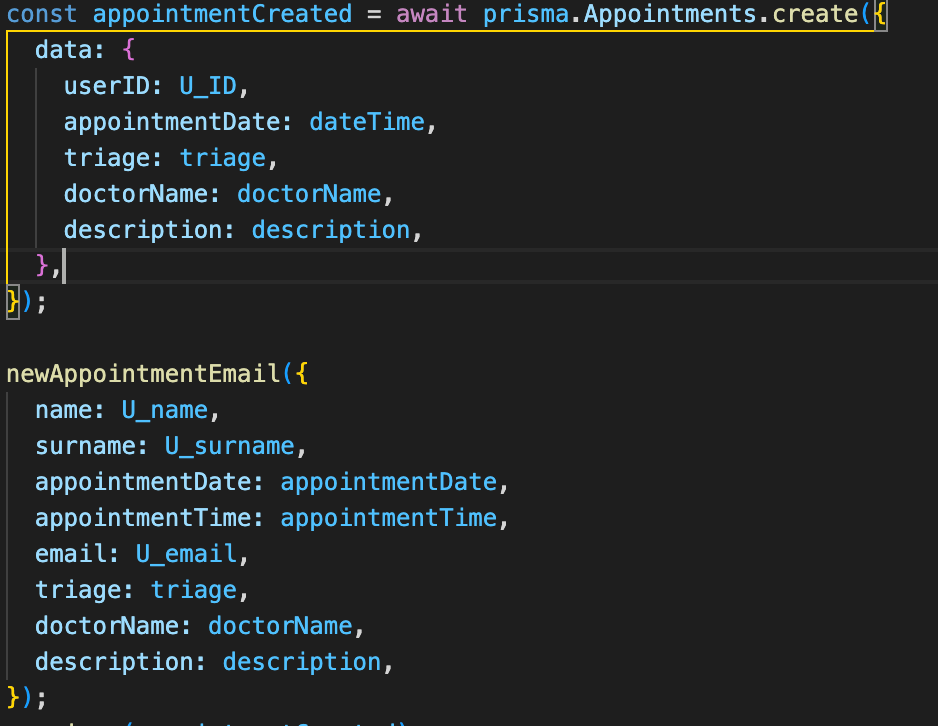 const appointmentCreated = await prisma.Appointments.create({
data: {
userID: U_ID,
appointmentDate: dateTime,
triage: triage,
doctorName: doctorName,
description: description,
},
});
newAppointmentEmail({
name: U_name,
surname: U_surname,
appointmentDate: appointmentDate,
appointmentTime: appointmentTime,
email: U_email,
triage: triage,
doctorName: doctorName,
description: description,
});